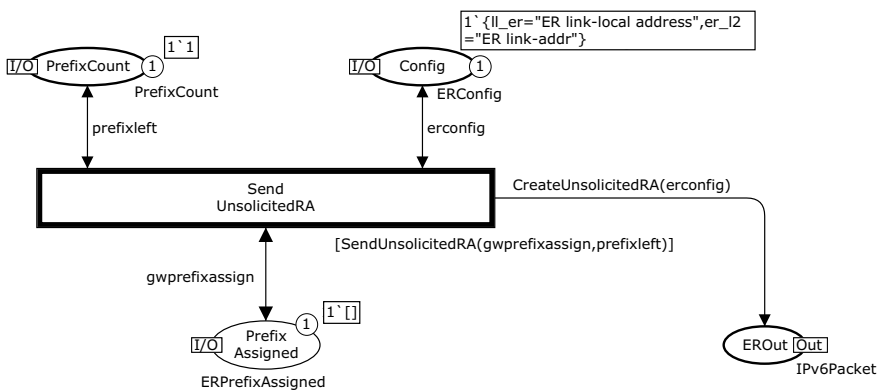 1`{ll_er="ER link-local address",er_l2
="ER link-addr"}
1`1
I/O PrefixCount 1
I/O Config 1
PrefixCount
ERConfig
prefixleft
erconfig
Send
UnsolicitedRA
CreateUnsolicitedRA(erconfig)
[SendUnsolicitedRA(gwprefixassign,prefixleft)]
gwprefixassign
1`[]
1
I/O Prefix
Assigned
ERPrefixAssigned
EROut Out
IPv6Packet